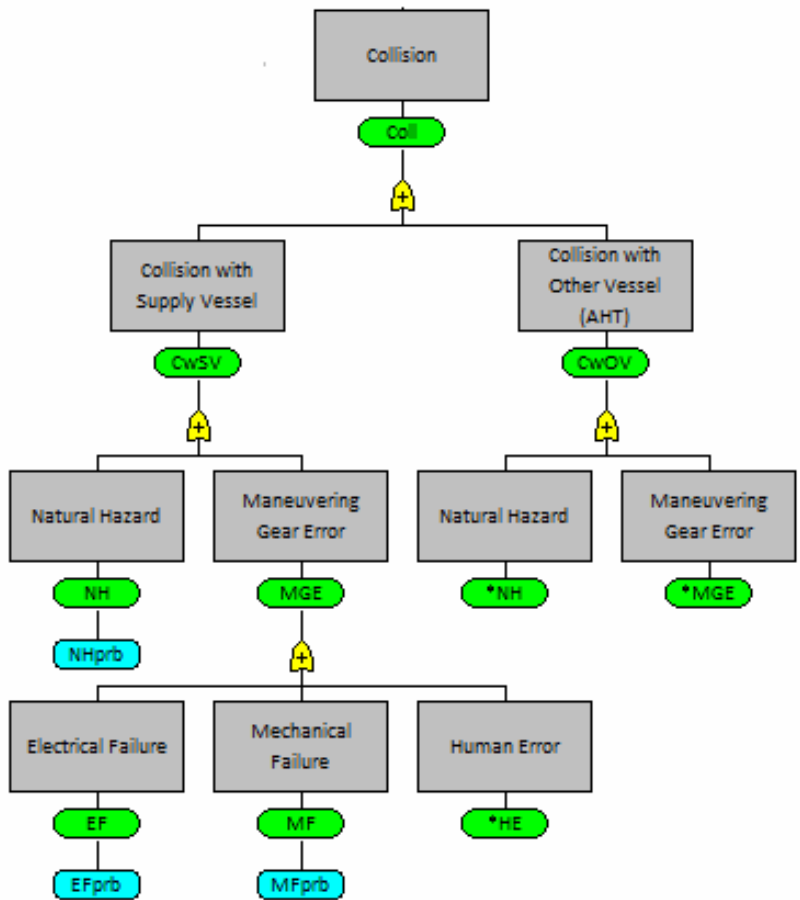 Collision
Coll
+
Collision with
Supply Vessel
Collision with
Other Vessel
(AHT)
CwSV
CwOV
+
+
Natural Hazard
Maneuvering
Gear Error
Natural Hazard
Maneuvering
Gear Error
NH
MGE
*NH
*MGE
NHprb
+
Electrical Failure
Mechanical
Failure
Human Error
EF
MF
*HE
EFprb
MFprb